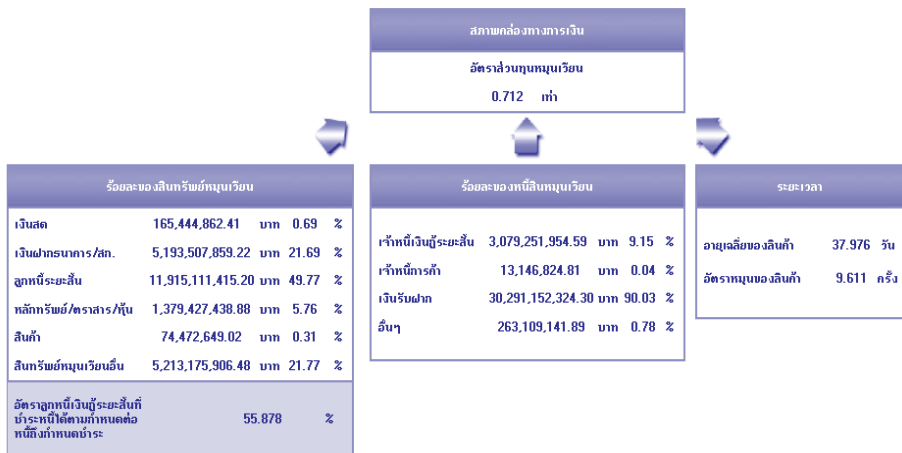 สภาพคล่องทางการเงิน
อัตราส่วนทุนหมุนเวียน
0.712 เท่า
ร้อยละของสินทรัพย์หมุนเวียน
เงินสด 165,444,862.41 บาท 0.69 %
เงินฝากธนาคาร/สก. 5,193,507,859.22 บาท 21.69 %
ลูกหนี้ระยะสั้น 11,915,111,415.20 บาท 49.77 %
หลักทรัพย์/ตราสาร/หุ้น 1,379,427,438.88 บาท 5.76 %
สินค้า 74,472,649.02 บาท 0.31 %
สินทรัพย์หมุนเวียนอื่น 5,213,175,906.48 บาท 21.77 %
อัตราลูกหนี้เงินกู้ระยะสั้นที่
ชำระหนี้ได้ตามกำหนดต่อ 55.878 %
หนี้ถึงกำหนดชำระ
ร้อยละของหนี้สินหมุนเวียน
เจ้าหนี้เงินกู้ระยะสั้น 3,079,251,954.59 บาท 9.15 %
เจ้าหนี้การค้า 13,146,824.81 บาท 0.04 %
เงินรับฝาก 30,291,152,324.30 บาท 90.03 %
อื่นๆ 263,109,141.89 บาท 0.78 %
ระยะเวลา
อายุเฉลี่ยของสินค้า 37.976 วัน
อัตราหมุนของสินค้า 9.611 ครั้ง